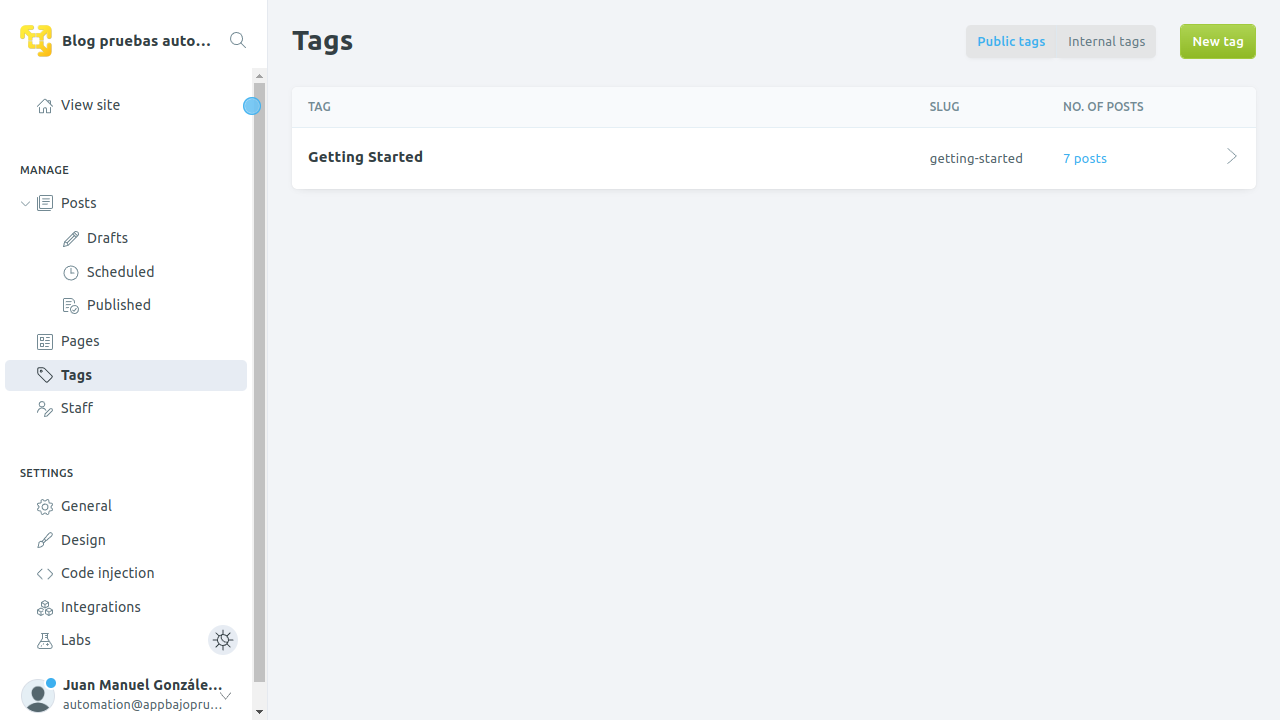 Blog pruebas auto...
View site
MANAGE
Posts
Drafts
Scheduled
Published
Pages
Tags
Staff
SETTINGS
General
Design
Code injection
Integrations
Labs
Juan Manuel Gonzále...
automation@appbajopru...
Tags
Public tags
Internal tags
New tag
TAG SLUG NO. OF POSTS
Getting Started getting-started 7 posts